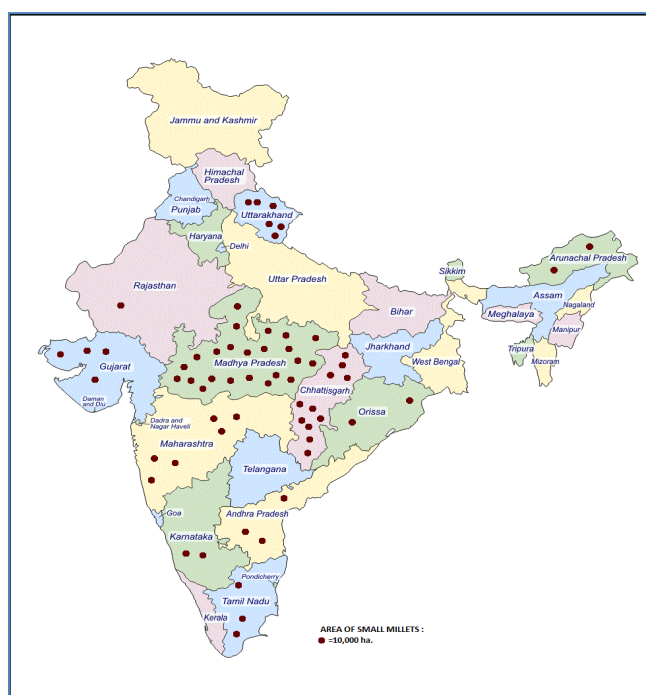 Jammu and Kashmir
Himachal
Pradesh
Chandigarh
Punjab
Uttarakhand
Haryana
Delhi
Arunachal Pradesh
Sikkim
Rajasthan
Uttar Pradesh
Assam
Nagaland
Bihar
Meghalaya
Manipur
Jharkhand
Tripura
Mizoram
West Bengal
Gujarat
Madhya Pradesh
Chhattisgarh
Daman
and Diu
Orissa
Dadra and
Nagar Haveli
Maharashtra
Telangana
Goa
Andhra Pradesh
Karnataka
Pondicherry
Tamil Nadu
Kerala
AREA OF SMALL MILLETS :
=10,000 ha.